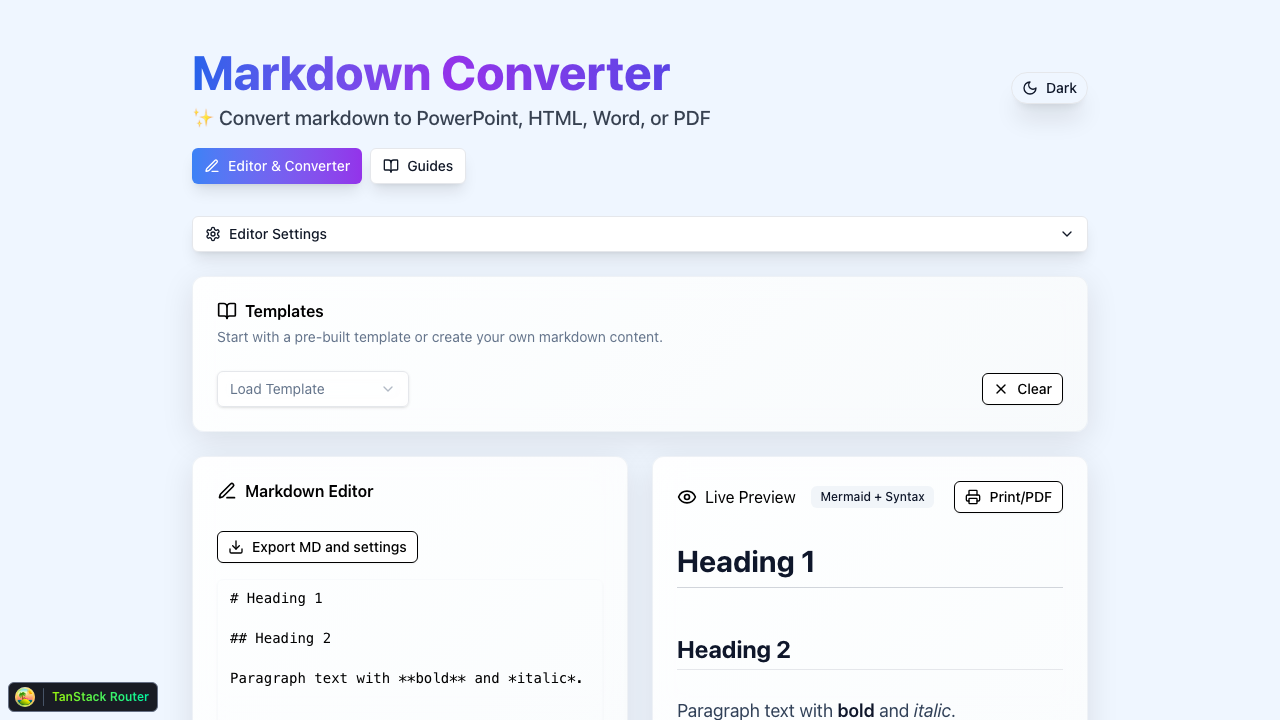 Markdown Converter
✨ Convert markdown to PowerPoint, HTML, Word, or PDF
Dark
Editor & Converter
Guides
Editor Settings
Templates
Start with a pre-built template or create your own markdown content.
Load Template
Clear
Markdown Editor
Export MD and settings
# Heading 1
## Heading 2
Paragraph text with **bold** and *italic*.
Live Preview
Mermaid + Syntax
Print/PDF
Heading 1
Heading 2
Paragraph text with bold and italic.
TanStack Router